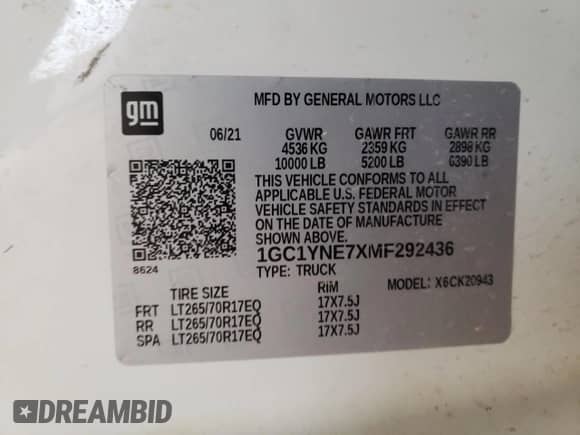 gm
MFD BY GENERAL MOTORS LLC
06/21 GVWR GAWR FRT GAWR RR
4536 KG 2359 KG 2898 KG
10000 LB 5200 LB 6390 LB
THIS VEHICLE CONFORMS TO ALL
APPLICABLE U.S. FEDERAL MOTOR
VEHICLE SAFETY STANDARDS IN EFFECT
ON THE DATE OF MANUFACTURE
SHOWN ABOVE.
1GC1YNE7XMF292436
8624
TYPE: TRUCK
MODEL: X6CK20943
TIRE SIZE RIM
FRT LT265/70R17EQ 17X7.5J
RR LT265/70R17EQ 17X7.5J
SPA LT265/70R17EQ 17X7.5J
DREAMBID